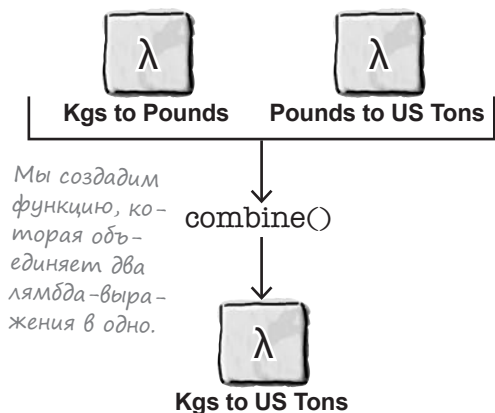 λ λ
Kgs to Pounds Pounds to US Tons
Мы создадим
функцию, ко-
торая объ-
единяет два
лямбда-выра-
жения в одно.
combine()
λ
Kgs to US Tons